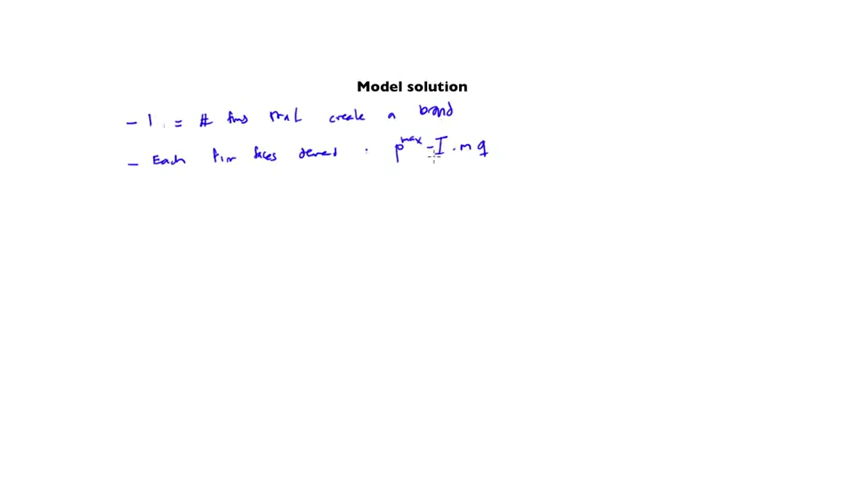 Model solution
- I = # firms that create a brand
- Each firm faces demand . p^max - I . m q